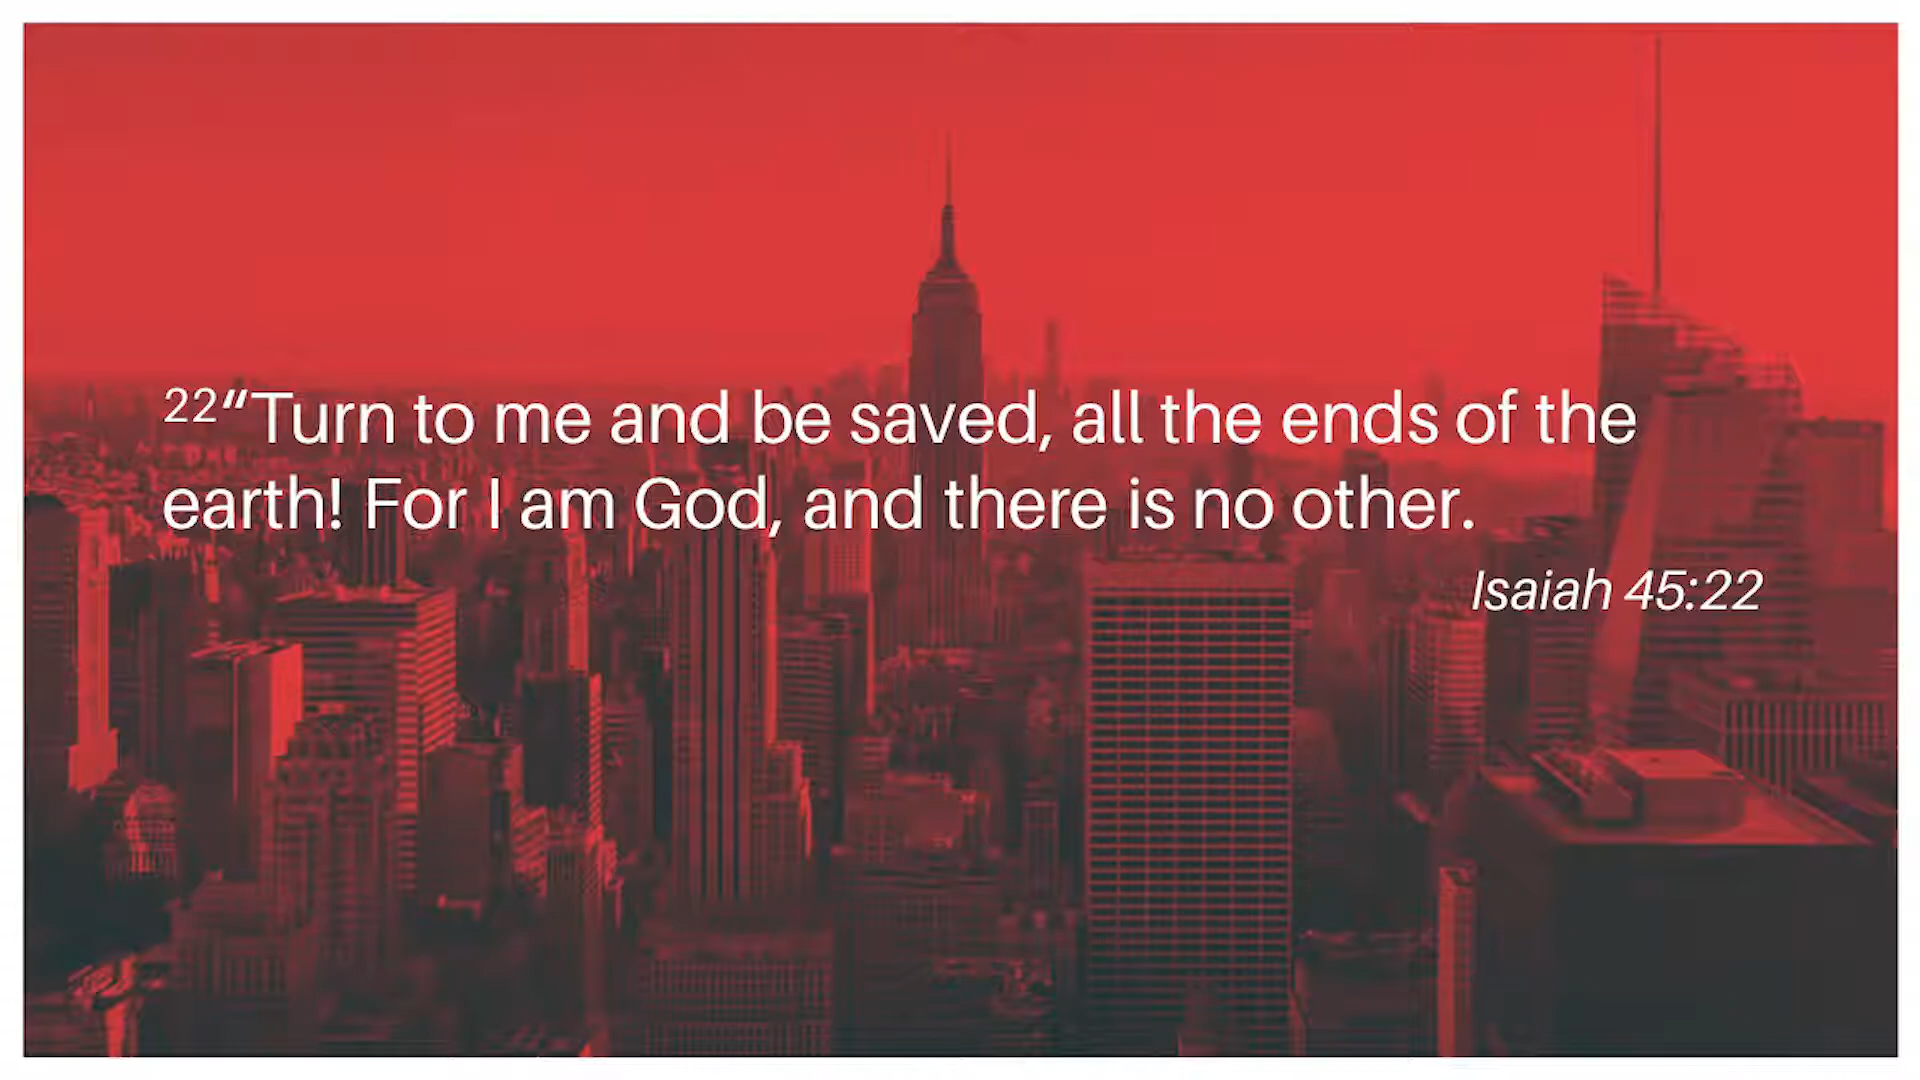 22“Turn to me and be saved, all the ends of the
earth! For I am God, and there is no other.
Isaiah 45:22